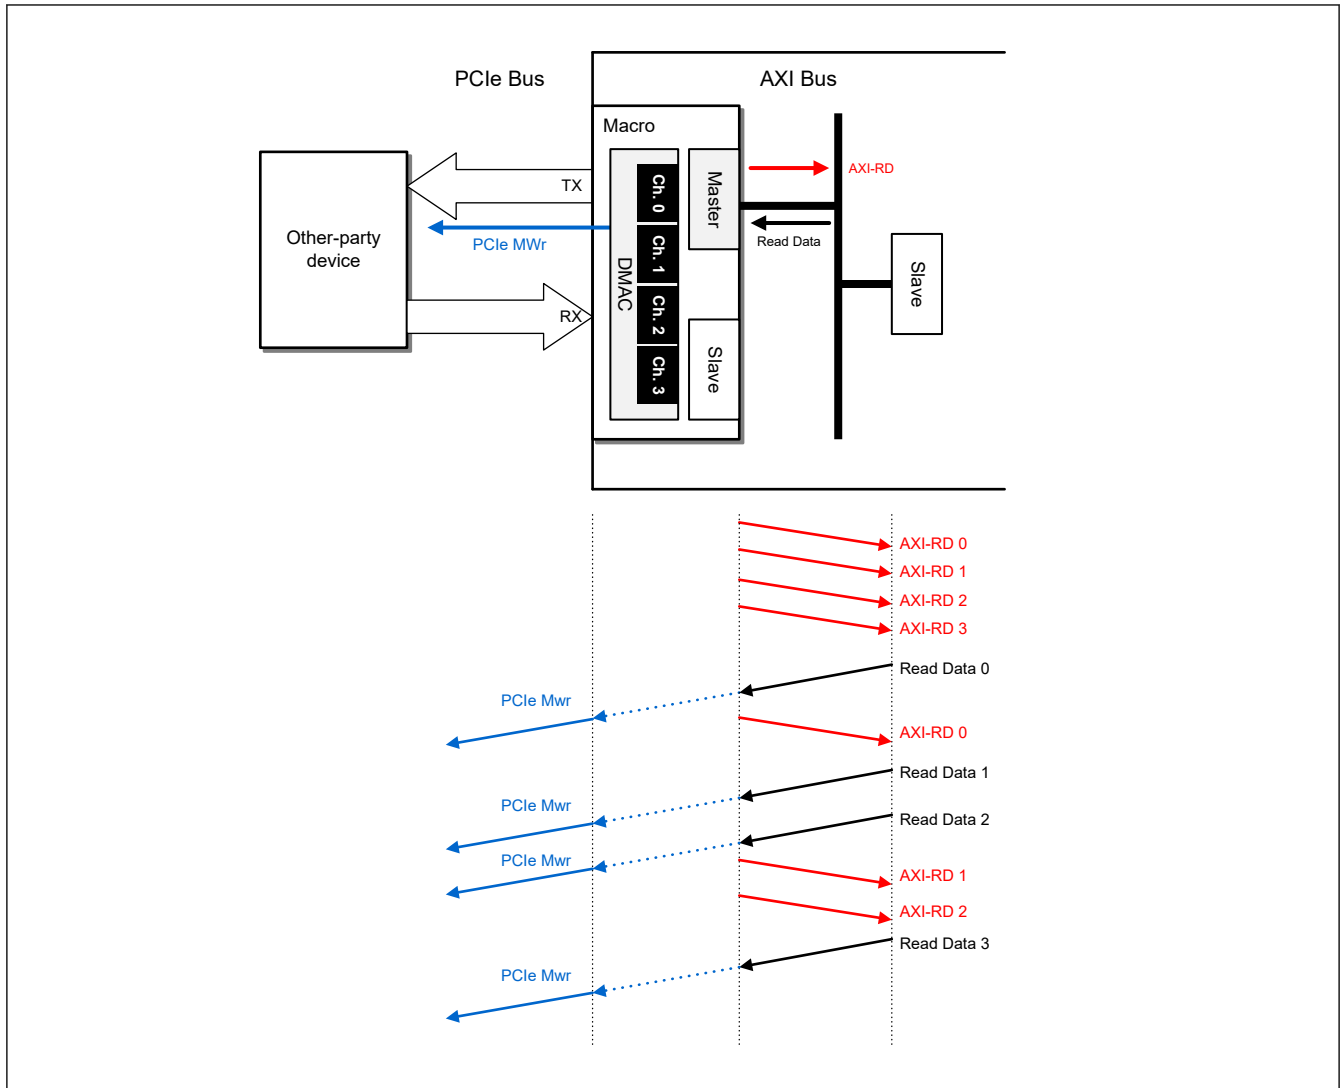 PCIe Bus
AXI Bus
Macro
TX
PCIe MWr
Other-party
device
RX
DMAC
Ch. 0
Ch. 1
Ch. 2
Ch. 3
Master
Slave
AXI-RD
Read Data
Slave
AXI-RD 0
AXI-RD 1
AXI-RD 2
AXI-RD 3
Read Data 0
PCIe Mwr
AXI-RD 0
Read Data 1
PCIe Mwr
Read Data 2
PCIe Mwr
AXI-RD 1
AXI-RD 2
Read Data 3
PCIe Mwr